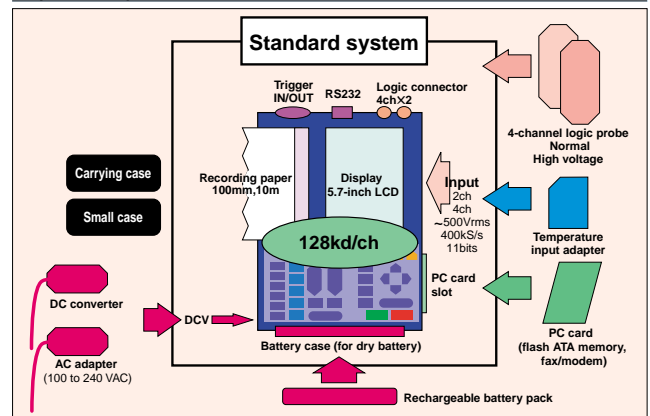 Standard system
Trigger
IN/OUT
RS232
Logic connector
4ch×2
4-channel logic probe
Normal
High voltage
Carrying case
Small case
Recording paper
100mm,10m
Display
5.7-inch LCD
Input
2ch
4ch
~500Vrms
400kS/s
11bits
128kd/ch
Temperature
input adapter
PC card
slot
DC converter
DCV
PC card
(flash ATA memory,
fax/modem)
AC adapter
(100 to 240 VAC)
Battery case (for dry battery)
Rechargeable battery pack